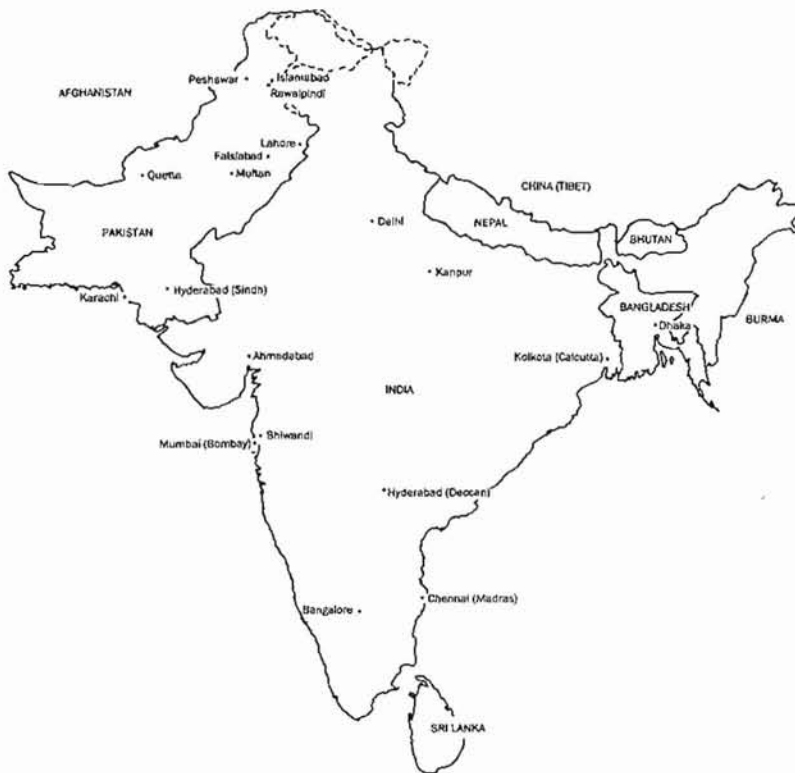 Peshawar
Islamabad
Rawalpindi
AFGHANISTAN
Lahore
Faislabad
Quetta
Multan
CHINA (TIBET)
Delhi
NEPAL
PAKISTAN
BHUTAN
Kanpur
Hyderabad (Sindh)
Karachi
BANGLADESH
BURMA
Dhaka
Ahmadabad
Kolkota (Calcutta)
INDIA
Bhiwandi
Mumbai (Bombay)
Hyderabad (Deccan)
Chennai (Madras)
Bangalore
SRI LANKA